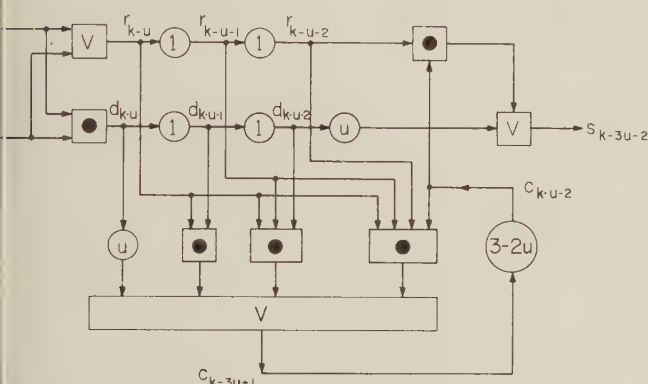 r_{k-u} r_{k-u-1} r_{k-u-2}
V 1 1 ●
d_{k-u} d_{k-u-1} d_{k-u-2}
● 1 1 u V S_{k-3u-2}
C_{k-u-2}
u ● ● ● 3-2u
V
C_{k-3u+1}